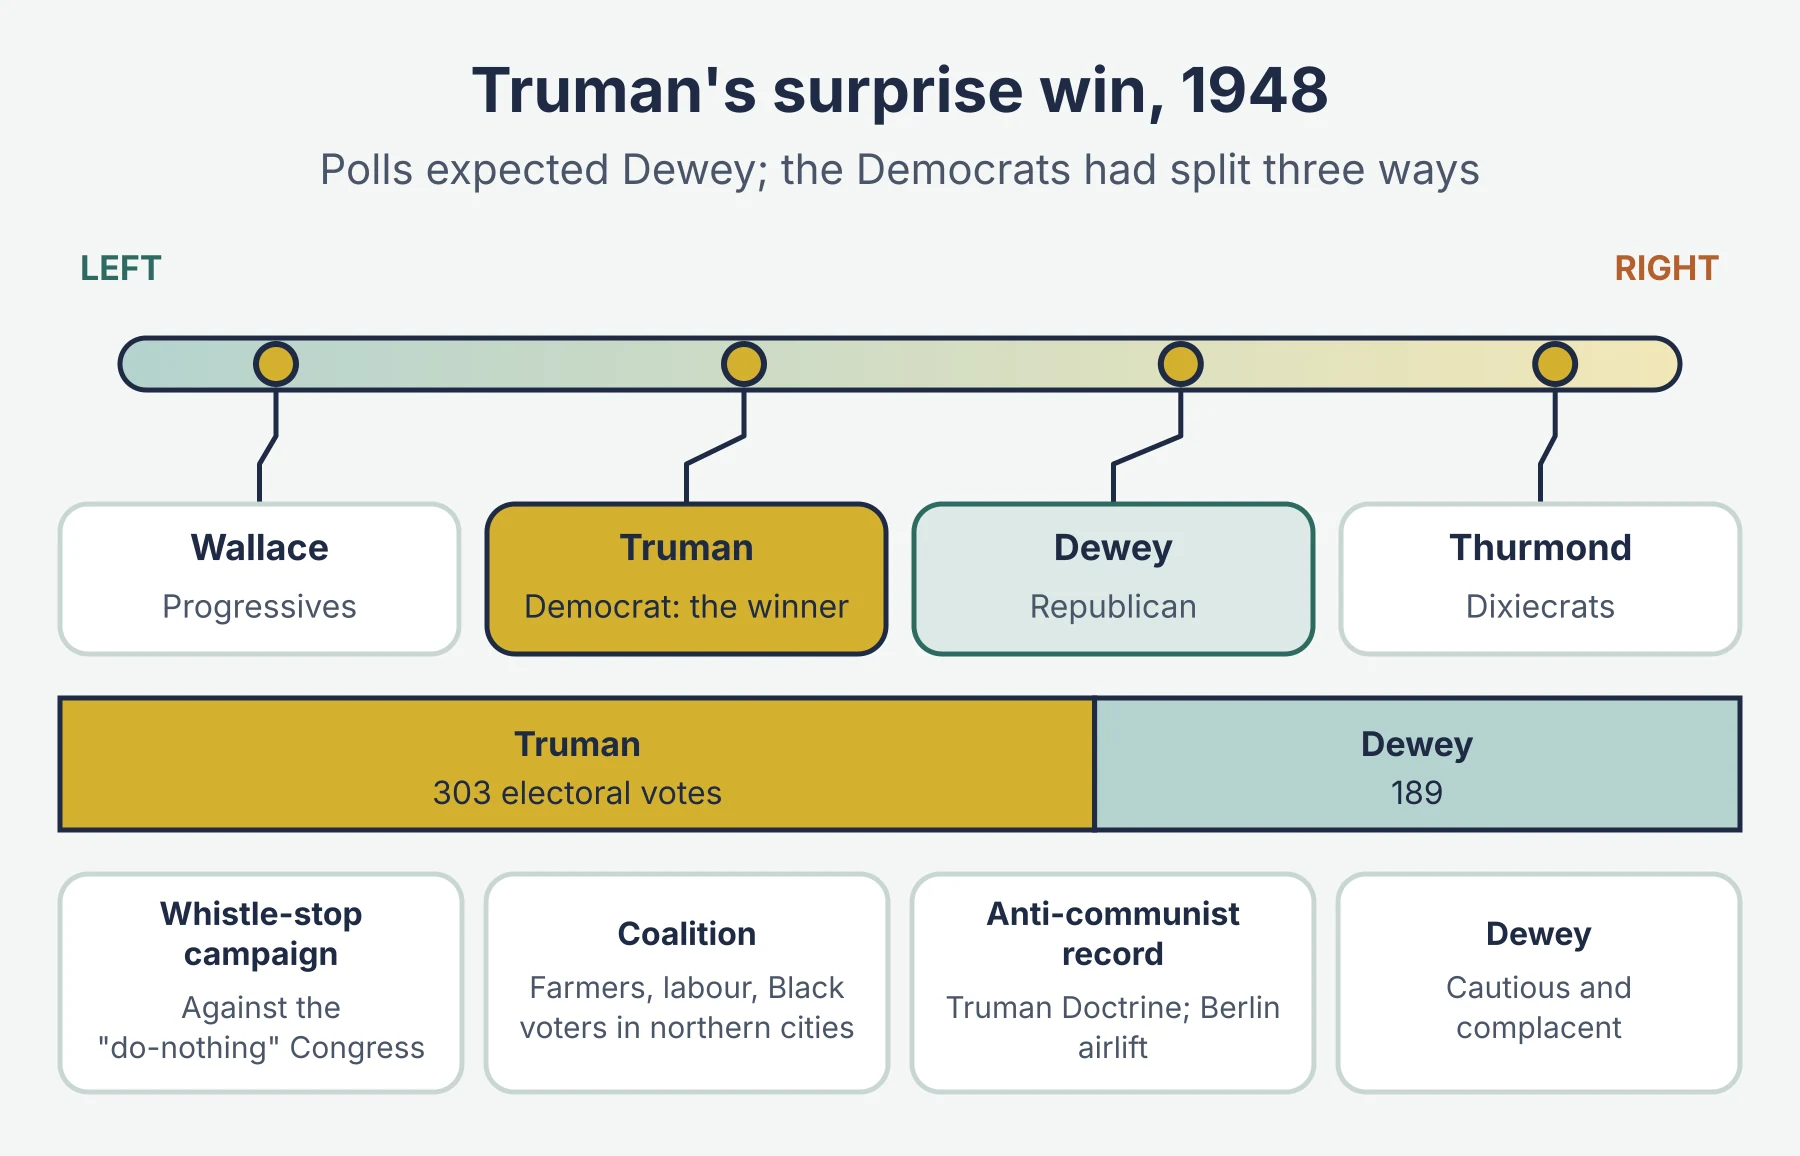 Truman's surprise win, 1948
Polls expected Dewey; the Democrats had split three ways
LEFT
RIGHT
Wallace
Progressives
Truman
Democrat: the winner
Dewey
Republican
Thurmond
Dixiecrats
Truman
303 electoral votes
Dewey
189
Whistle-stop
campaign
Against the
"do-nothing" Congress
Coalition
Farmers, labour, Black
voters in northern cities
Anti-communist
record
Truman Doctrine; Berlin
airlift
Dewey
Cautious and
complacent